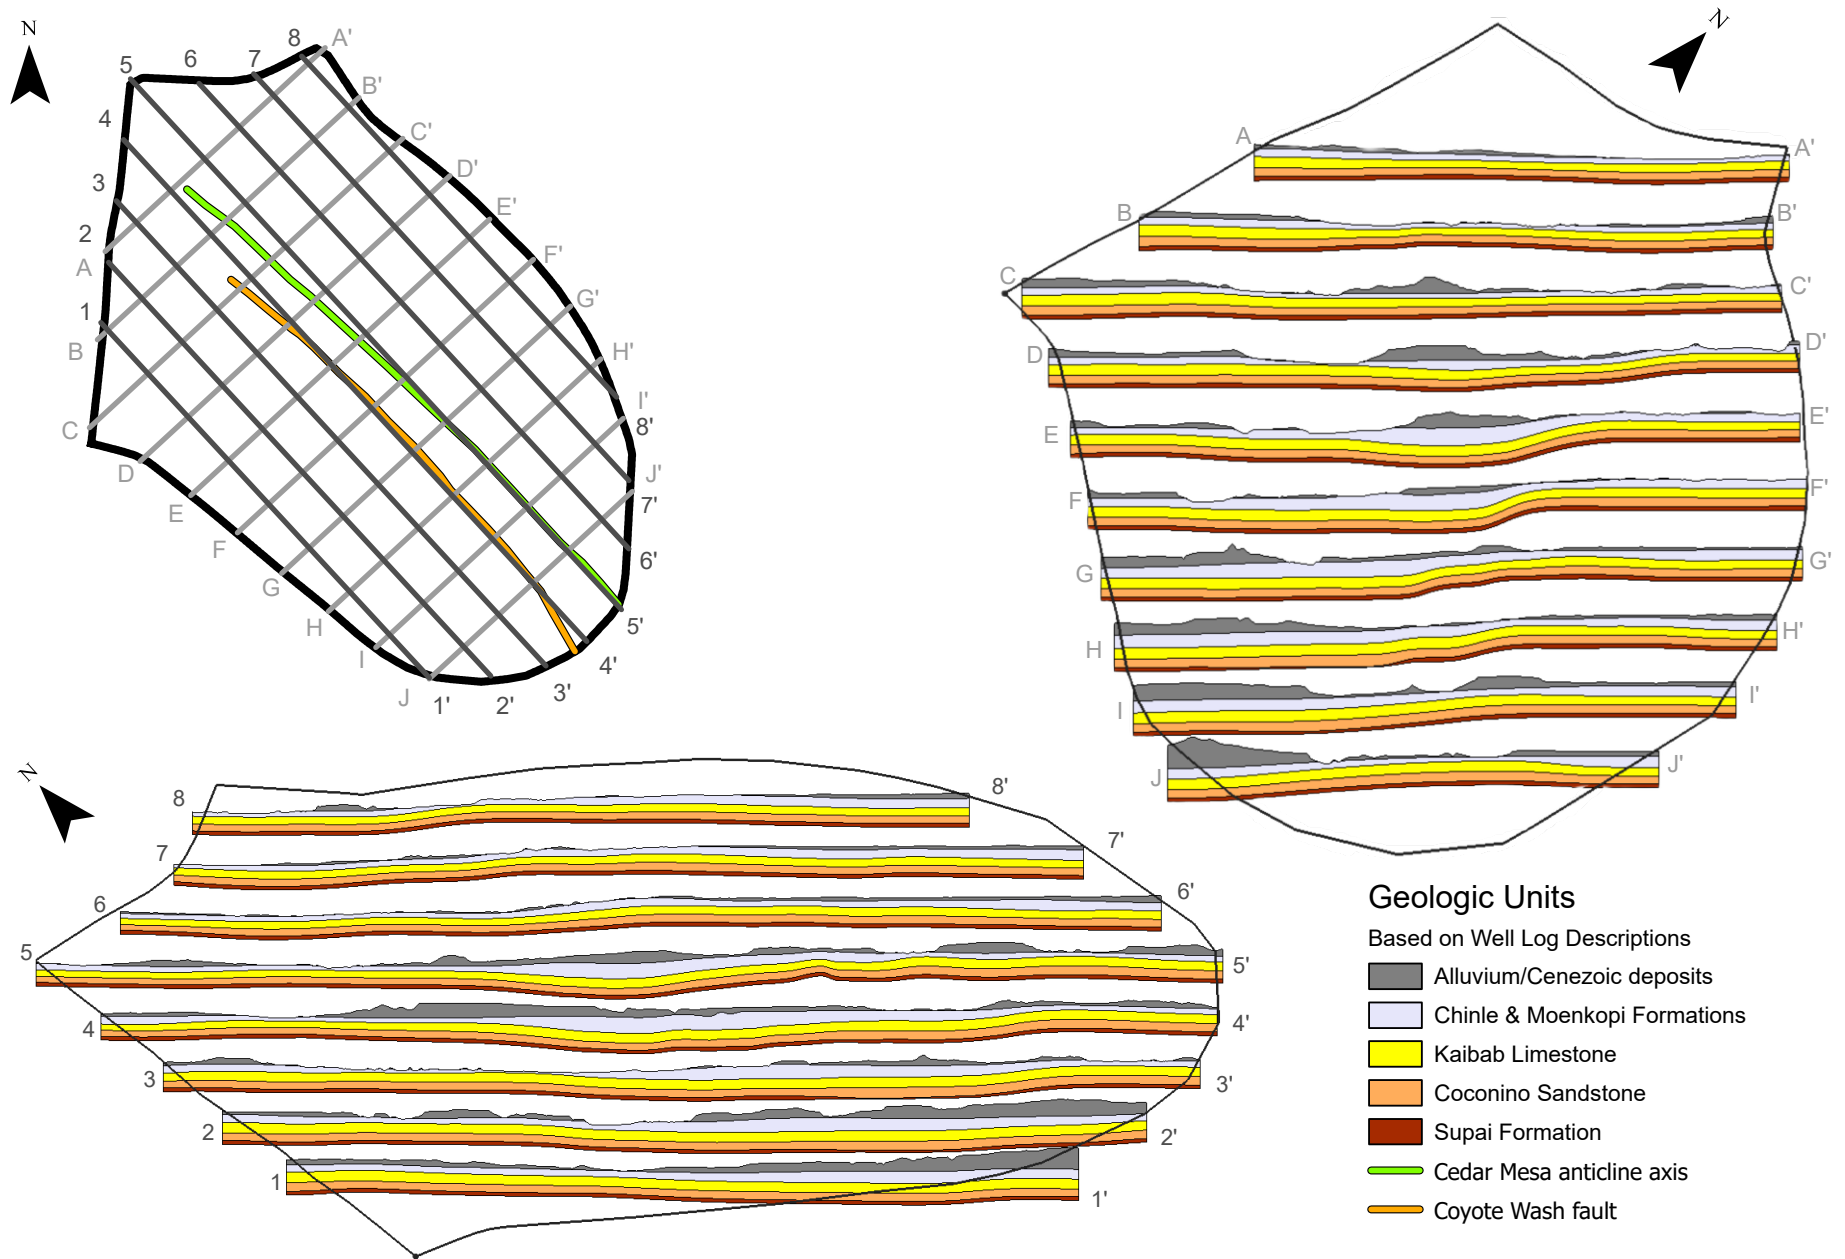 N
5
6
7
8
A'
B'
4
C'
D'
3
E'
2
A
F'
1
G'
B
H'
I'
C
8'
D
J'
7'
E
F
6'
G
H
5'
I
4'
J
1'
2'
3'
N
A
A'
B
B'
C
C'
D
D'
E
E'
F
F'
G
G'
H
H'
I
I'
J
J'
N
8
8'
7
7'
6
6'
5
5'
4
4'
3
3'
2
2'
1
1'
Geologic Units
Based on Well Log Descriptions
Alluvium/Cenezoic deposits
Chinle & Moenkopi Formations
Kaibab Limestone
Coconino Sandstone
Supai Formation
Cedar Mesa anticline axis
Coyote Wash fault